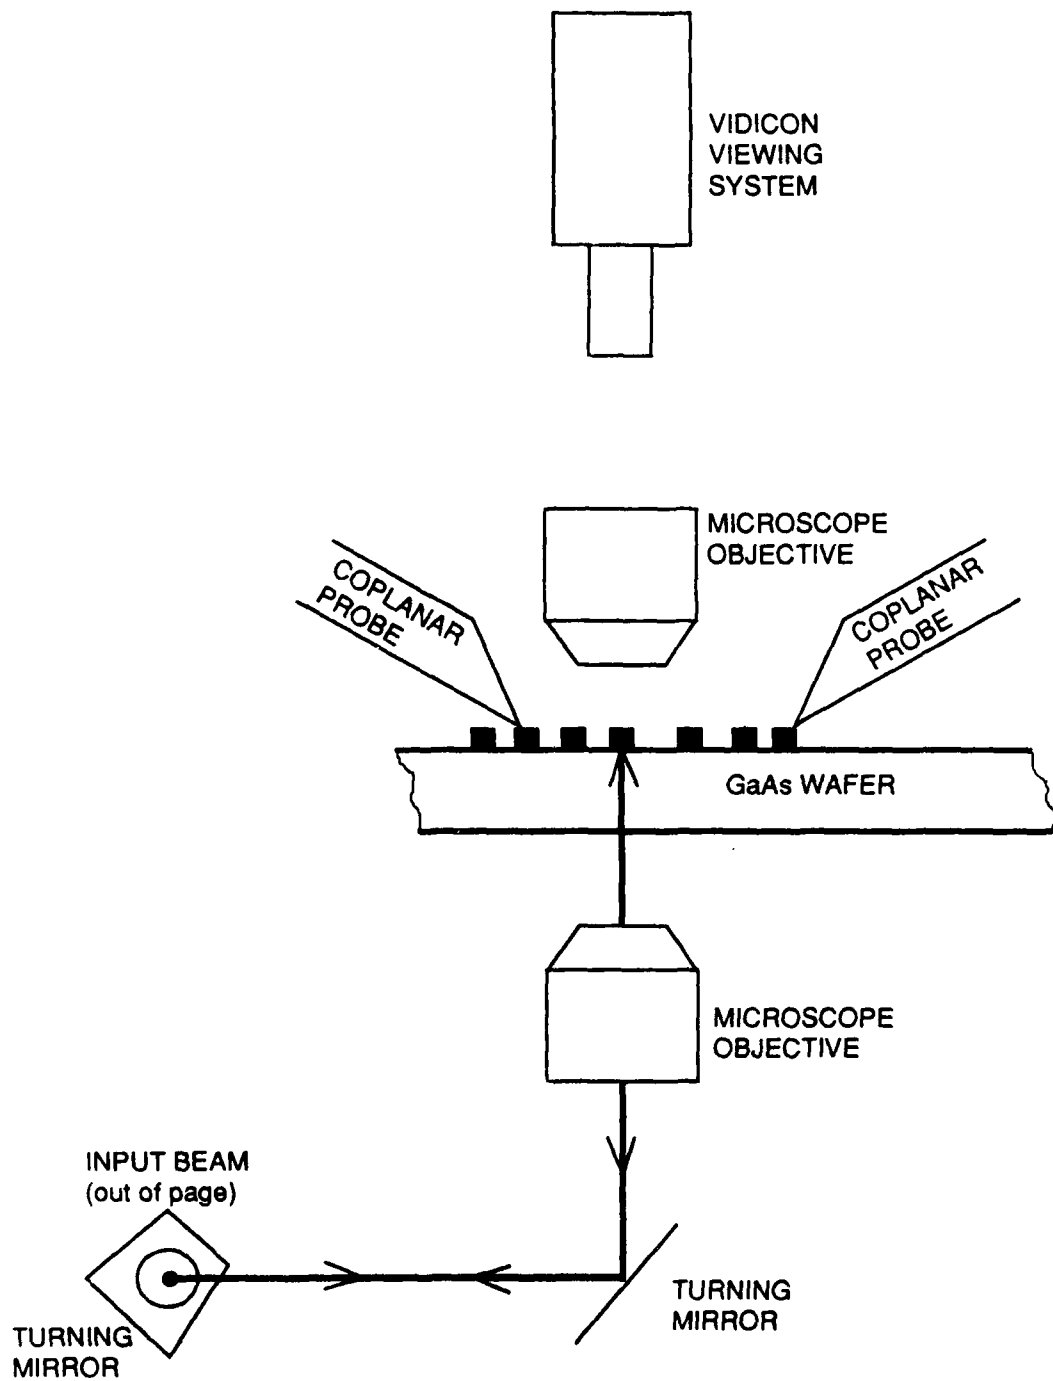 VIDICON
VIEWING
SYSTEM
MICROSCOPE
OBJECTIVE
COPLANAR
PROBE
COPLANAR
PROBE
GaAs WAFER
MICROSCOPE
OBJECTIVE
INPUT BEAM
(out of page)
TURNING
MIRROR
TURNING
MIRROR